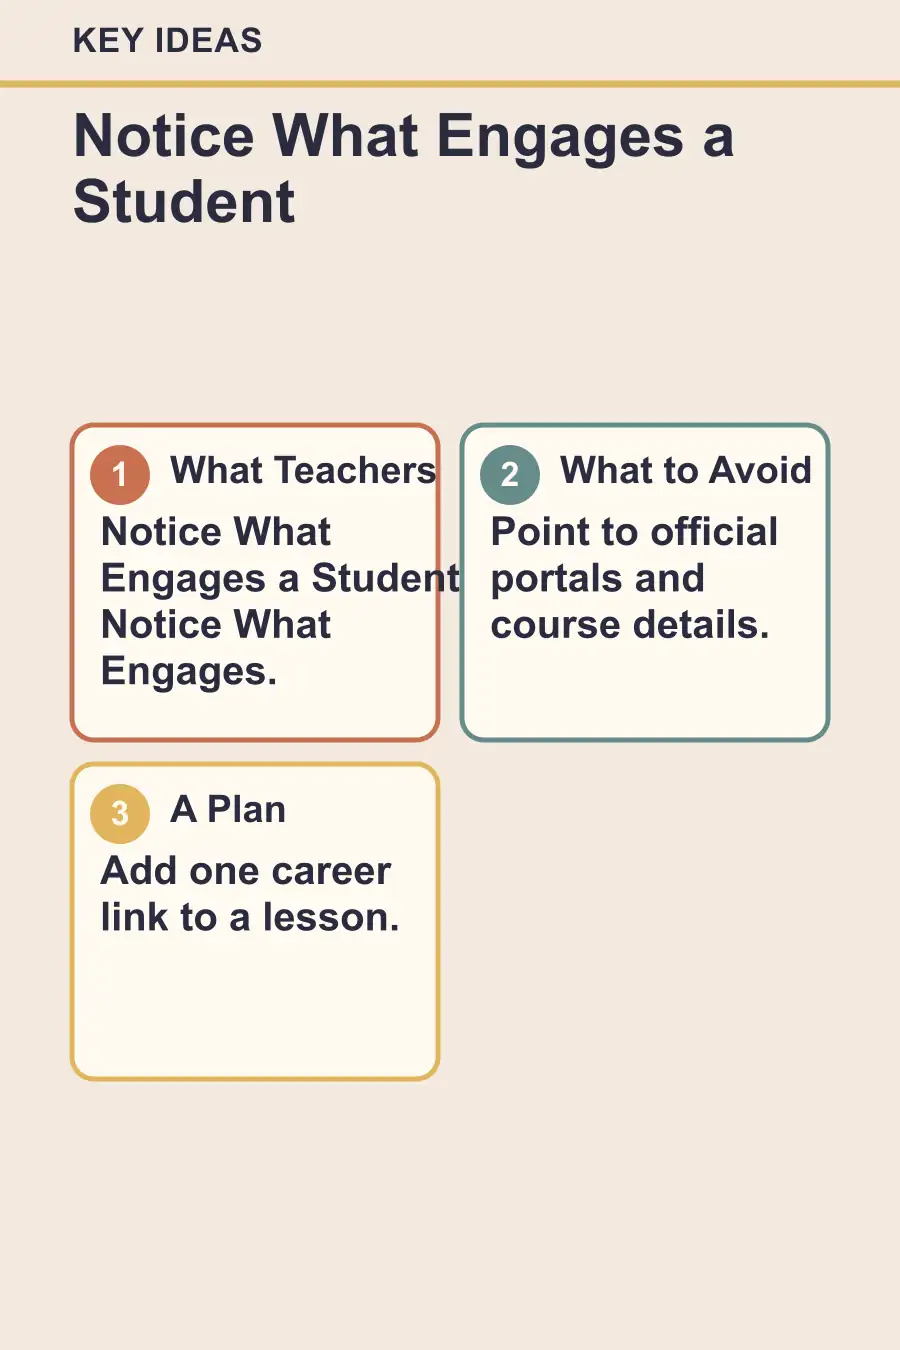 KEY IDEAS
Notice What Engages a
Student
1 What Teachers
Notice What
Engages a Student
Notice What
Engages.
2 What to Avoid
Point to official
portals and
course details.
3 A Plan
Add one career
link to a lesson.